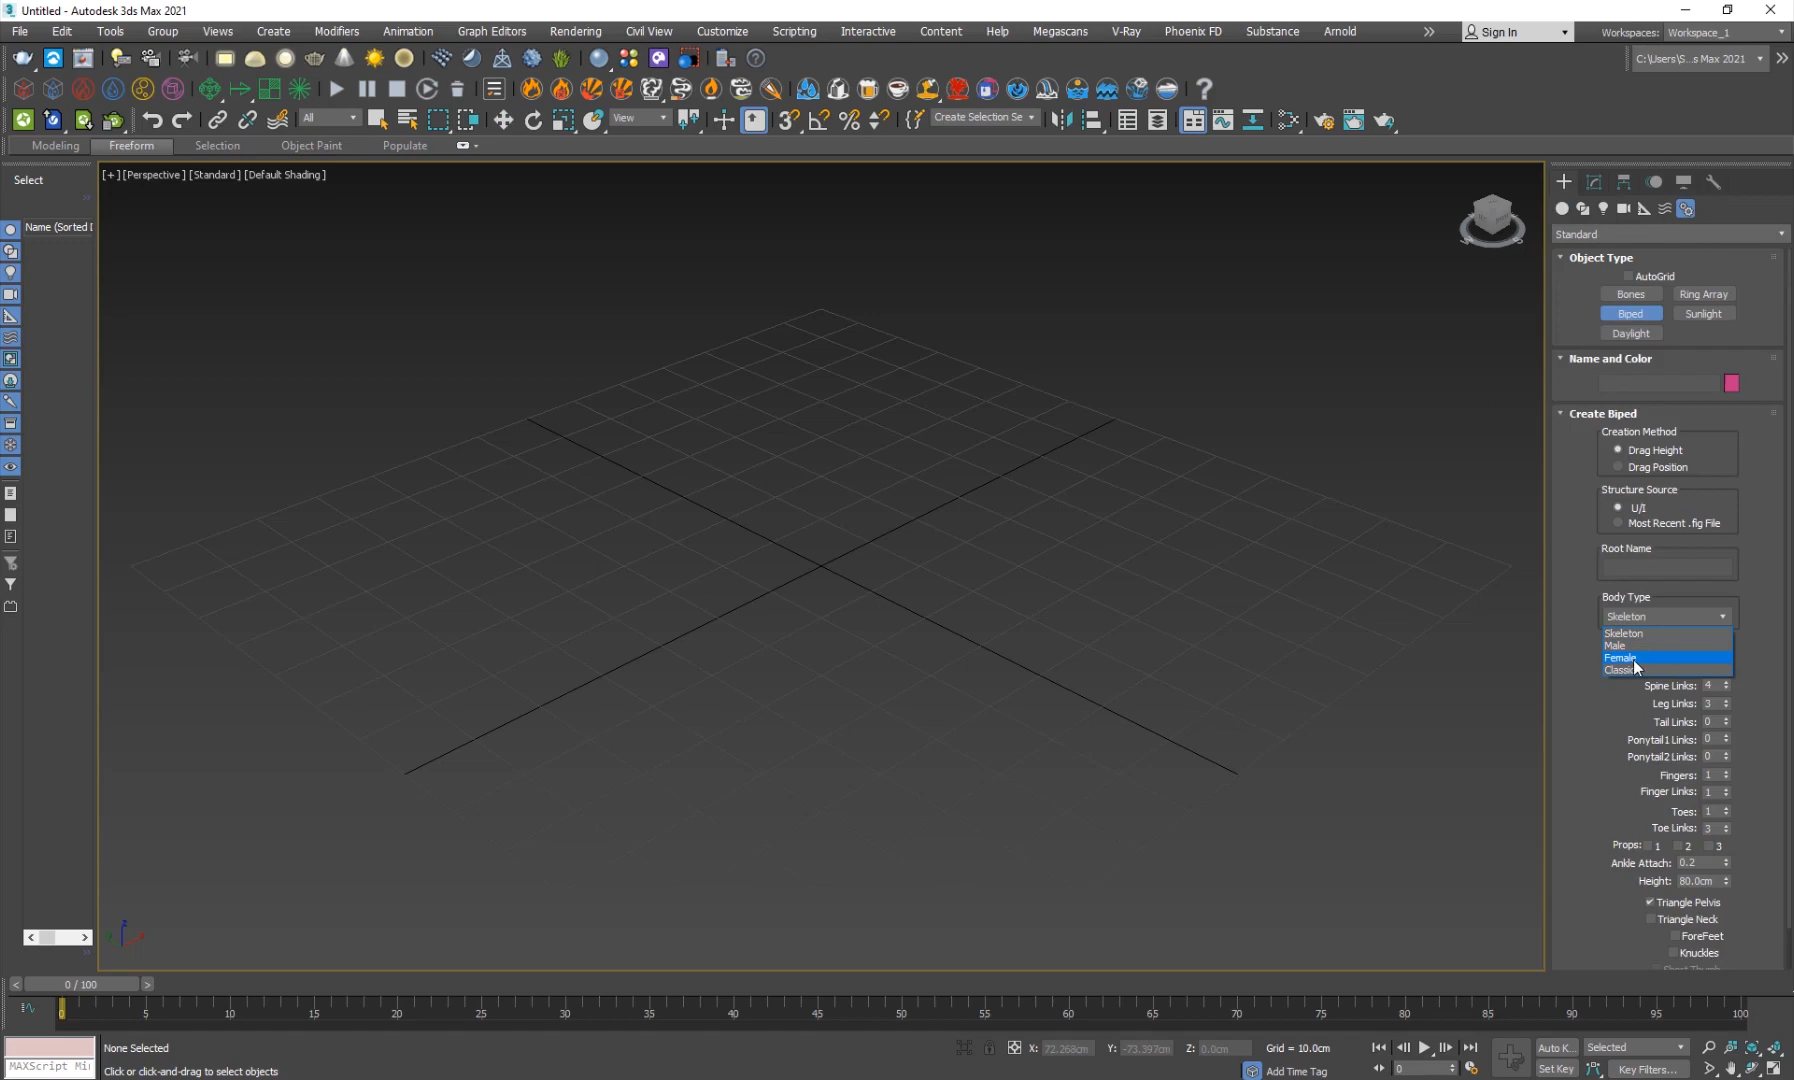 Untitled - Autodesk 3ds Max 2021
File Edit Tools Group Views Create Modifiers Animation Graph Editors Rendering Civil View Customize Scripting Interactive Content Help Megascans V-Ray Phoenix FD Substance Arnold
Sign In
Workspaces: Workspace_1
C:\Users\S...s Max 2021
All
View
Create Selection Se
Modeling Freeform Selection Object Paint Populate
Select
[+] [Perspective] [Standard] [Default Shading]
Name (Sorted
Standard
Object Type
AutoGrid
Bones Ring Array
Biped Sunlight
Daylight
Name and Color
Create Biped
Creation Method
Drag Height
Drag Position
Structure Source
U/I
Most Recent .fig File
Root Name
Body Type
Skeleton
Skeleton
Male
Female
Classic
Spine Links: 4
Leg Links: 3
Tail Links: 0
Ponytail1 Links: 0
Ponytail2 Links: 0
Fingers: 1
Finger Links: 1
Toes: 1
Toe Links: 3
Props: 1 2 3
Ankle Attach: 0.2
Height: 80.0cm
Triangle Pelvis
Triangle Neck
ForeFeet
Knuckles
z
x
0 / 100
0 5 10 15 20 25 30 35 40 45 50 55 60 65 70 75 80 85 90 95 100
None Selected
X: 72.268cm Y: -73.397cm Z: 0.0cm Grid = 10.0cm
Auto K... Selected
MAXScript Mi
Click or click-and-drag to select objects
Add Time Tag
0
Set Key Key Filters...